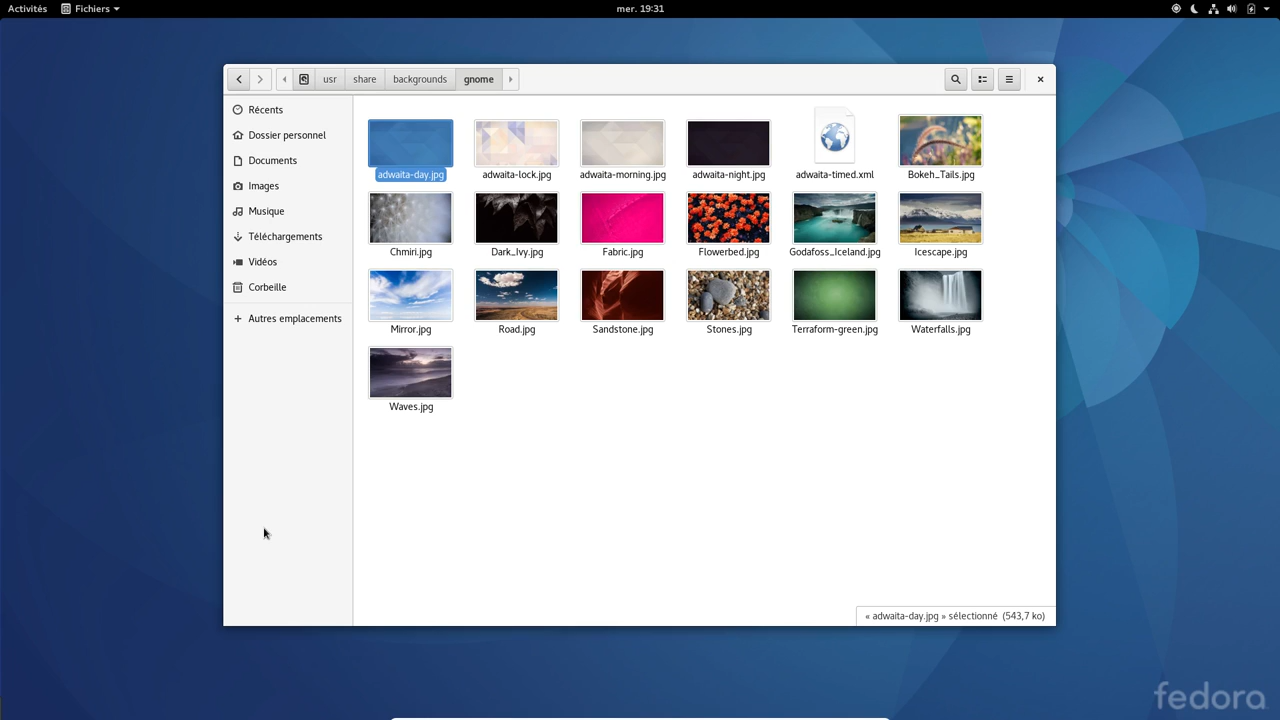 Activités Fichiers mer. 19:31
usr share backgrounds gnome
Récents
Dossier personnel
Documents
Images
Musique
Téléchargements
Vidéos
Corbeille
Autres emplacements
adwaita-day.jpg adwaita-lock.jpg adwaita-morning.jpg adwaita-night.jpg adwaita-timed.xml Bokeh_Tails.jpg
Chmiri.jpg Dark_Ivy.jpg Fabric.jpg Flowerbed.jpg Godafoss_Iceland.jpg Icescape.jpg
Mirror.jpg Road.jpg Sandstone.jpg Stones.jpg Terraform-green.jpg Waterfalls.jpg
Waves.jpg
« adwaita-day.jpg » sélectionné (543,7 ko)
fedora